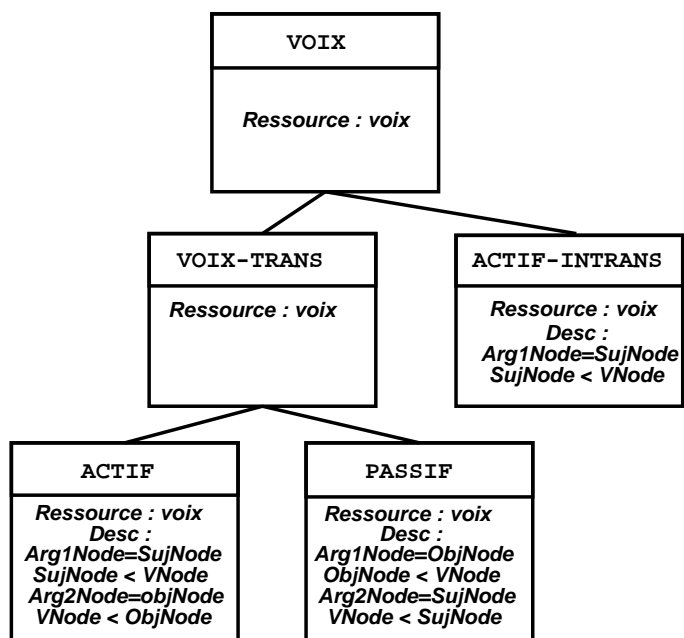 VOIX
Ressource : voix
VOIX-TRANS
Ressource : voix
ACTIF-INTRANS
Ressource : voix
Desc :
Arg1Node=SujNode
SujNode < VNode
ACTIF
Ressource : voix
Desc :
Arg1Node=SujNode
SujNode < VNode
Arg2Node=objNode
VNode < ObjNode
PASSIF
Ressource : voix
Desc :
Arg1Node=ObjNode
ObjNode < VNode
Arg2Node=SujNode
VNode < SujNode